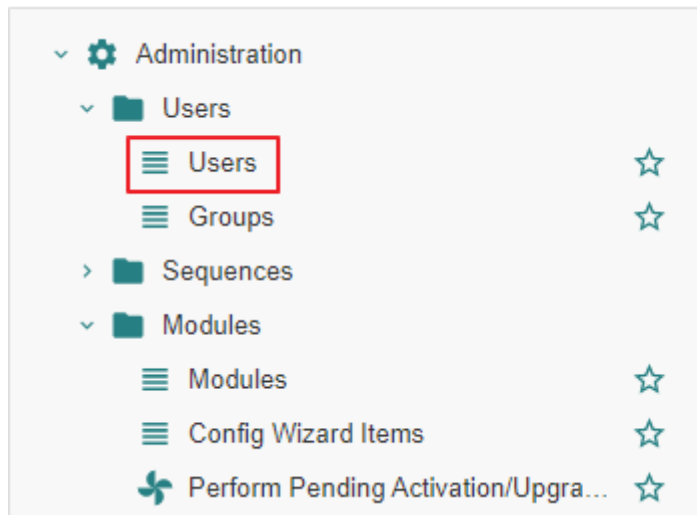 Administration
Users
Users
Groups
Sequences
Modules
Modules
Config Wizard Items
Perform Pending Activation/Upgra...